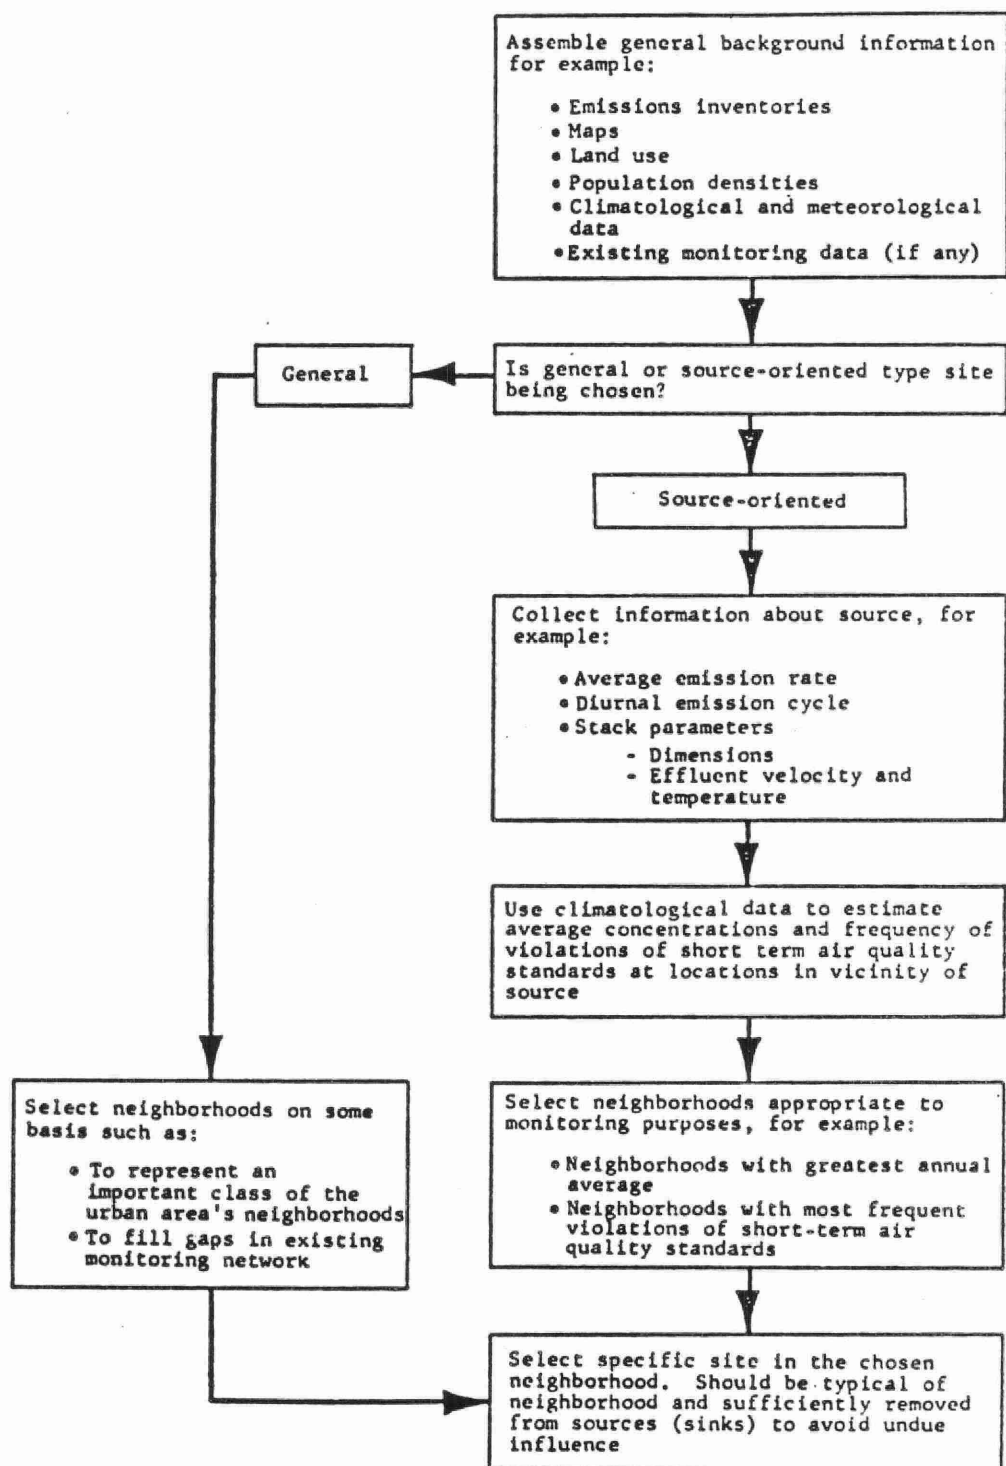 Assemble general background information
for example:
• Emissions inventories
• Maps
• Land use
• Population densities
• Climatological and meteorological
data
• Existing monitoring data (if any)
General
Is general or source-oriented type site
being chosen?
Source-oriented
Collect information about source, for
example:
• Average emission rate
• Diurnal emission cycle
• Stack parameters
- Dimensions
- Effluent velocity and
temperature
Use climatological data to estimate
average concentrations and frequency of
violations of short term air quality
standards at locations in vicinity of
source
Select neighborhoods on some
basis such as:
• To represent an
important class of the
urban area's neighborhoods
• To fill gaps in existing
monitoring network
Select neighborhoods appropriate to
monitoring purposes, for example:
• Neighborhoods with greatest annual
average
• Neighborhoods with most frequent
violations of short-term air
quality standards
Select specific site in the chosen
neighborhood. Should be typical of
neighborhood and sufficiently removed
from sources (sinks) to avoid undue
influence